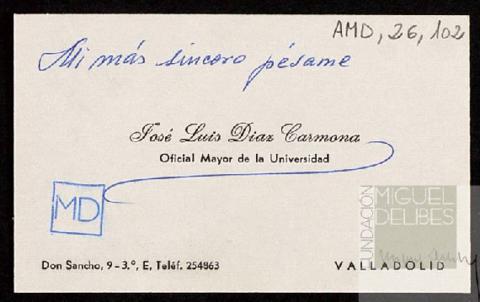 AMD, 26, 102
Mi más sincero pésame
José Luis Díaz Carmona
Oficial Mayor de la Universidad
MD
FUNDACIÓN
MIGUEL
DELIBES
Don Sancho, 9 - 3.º, E, Teléf. 254863
VALLADOLID